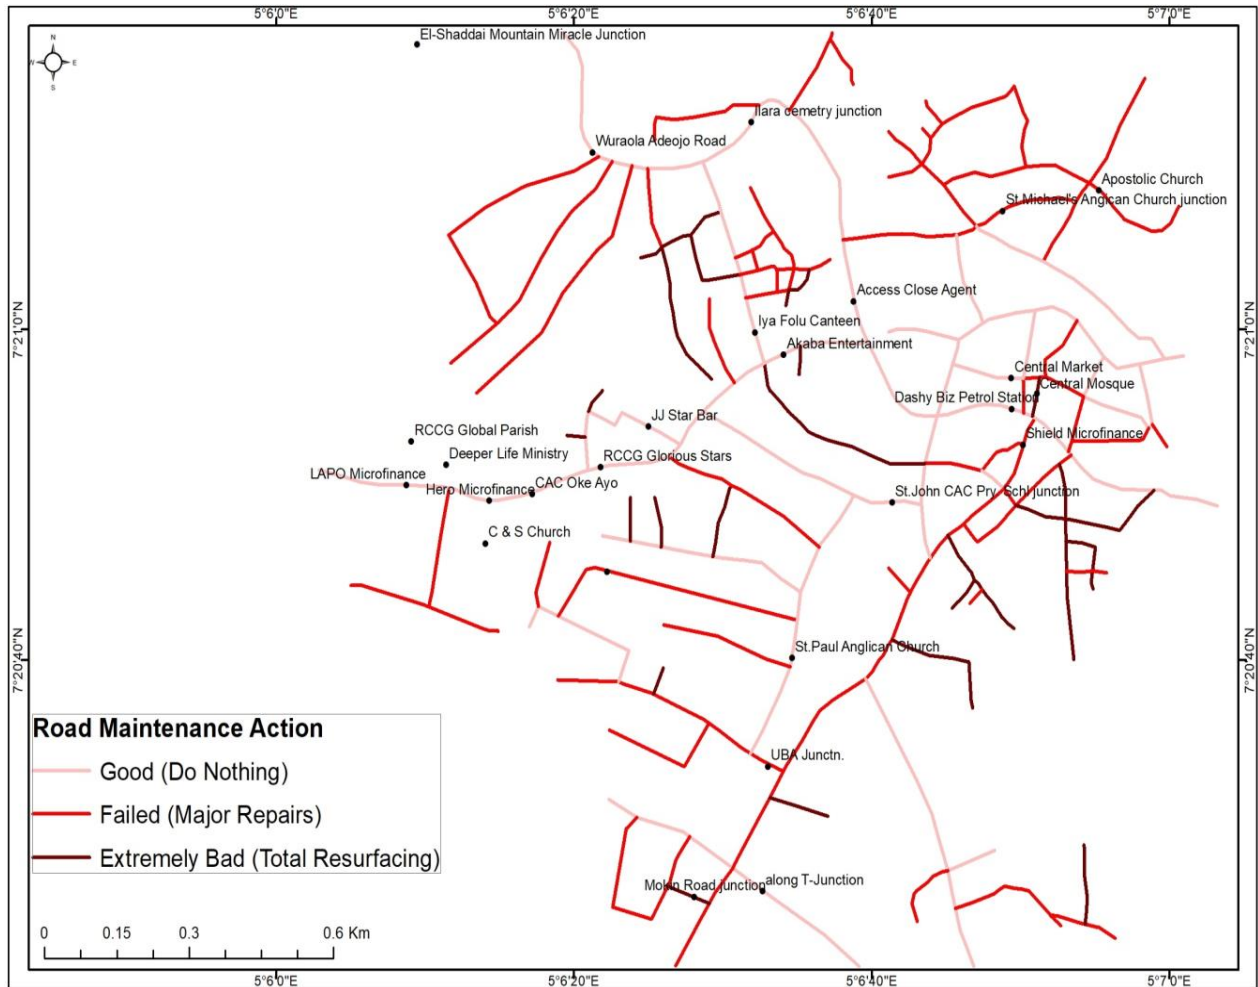 5°6'0"E 5°6'20"E 5°6'40"E 5°7'0"E
N
W E
S
El-Shaddai Mountain Miracle Junction
Ilara cemetry junction
Wuraola Adeojo Road
Apostolic Church
St.Michael's Angican Church junction
Access Close Agent
Iya Folu Canteen
7°21'0"N 7°21'0"N
Akaba Entertainment
Central Market
Central Mosque
Dashy Biz Petrol Station
JJ Star Bar
RCCG Global Parish
Shield Microfinance
Deeper Life Ministry
RCCG Glorious Stars
LAPO Microfinance
Hero Microfinance
CAC Oke Ayo
St.John CAC Pry. Schl junction
C & S Church
St.Paul Anglican Church
7°20'40"N 7°20'40"N
Road Maintenance Action
Good (Do Nothing)
Failed (Major Repairs)
Extremely Bad (Total Resurfacing)
UBA Junctn.
along T-Junction
Mokin Road junction
0 0.15 0.3 0.6 Km
5°6'0"E 5°6'20"E 5°6'40"E 5°7'0"E